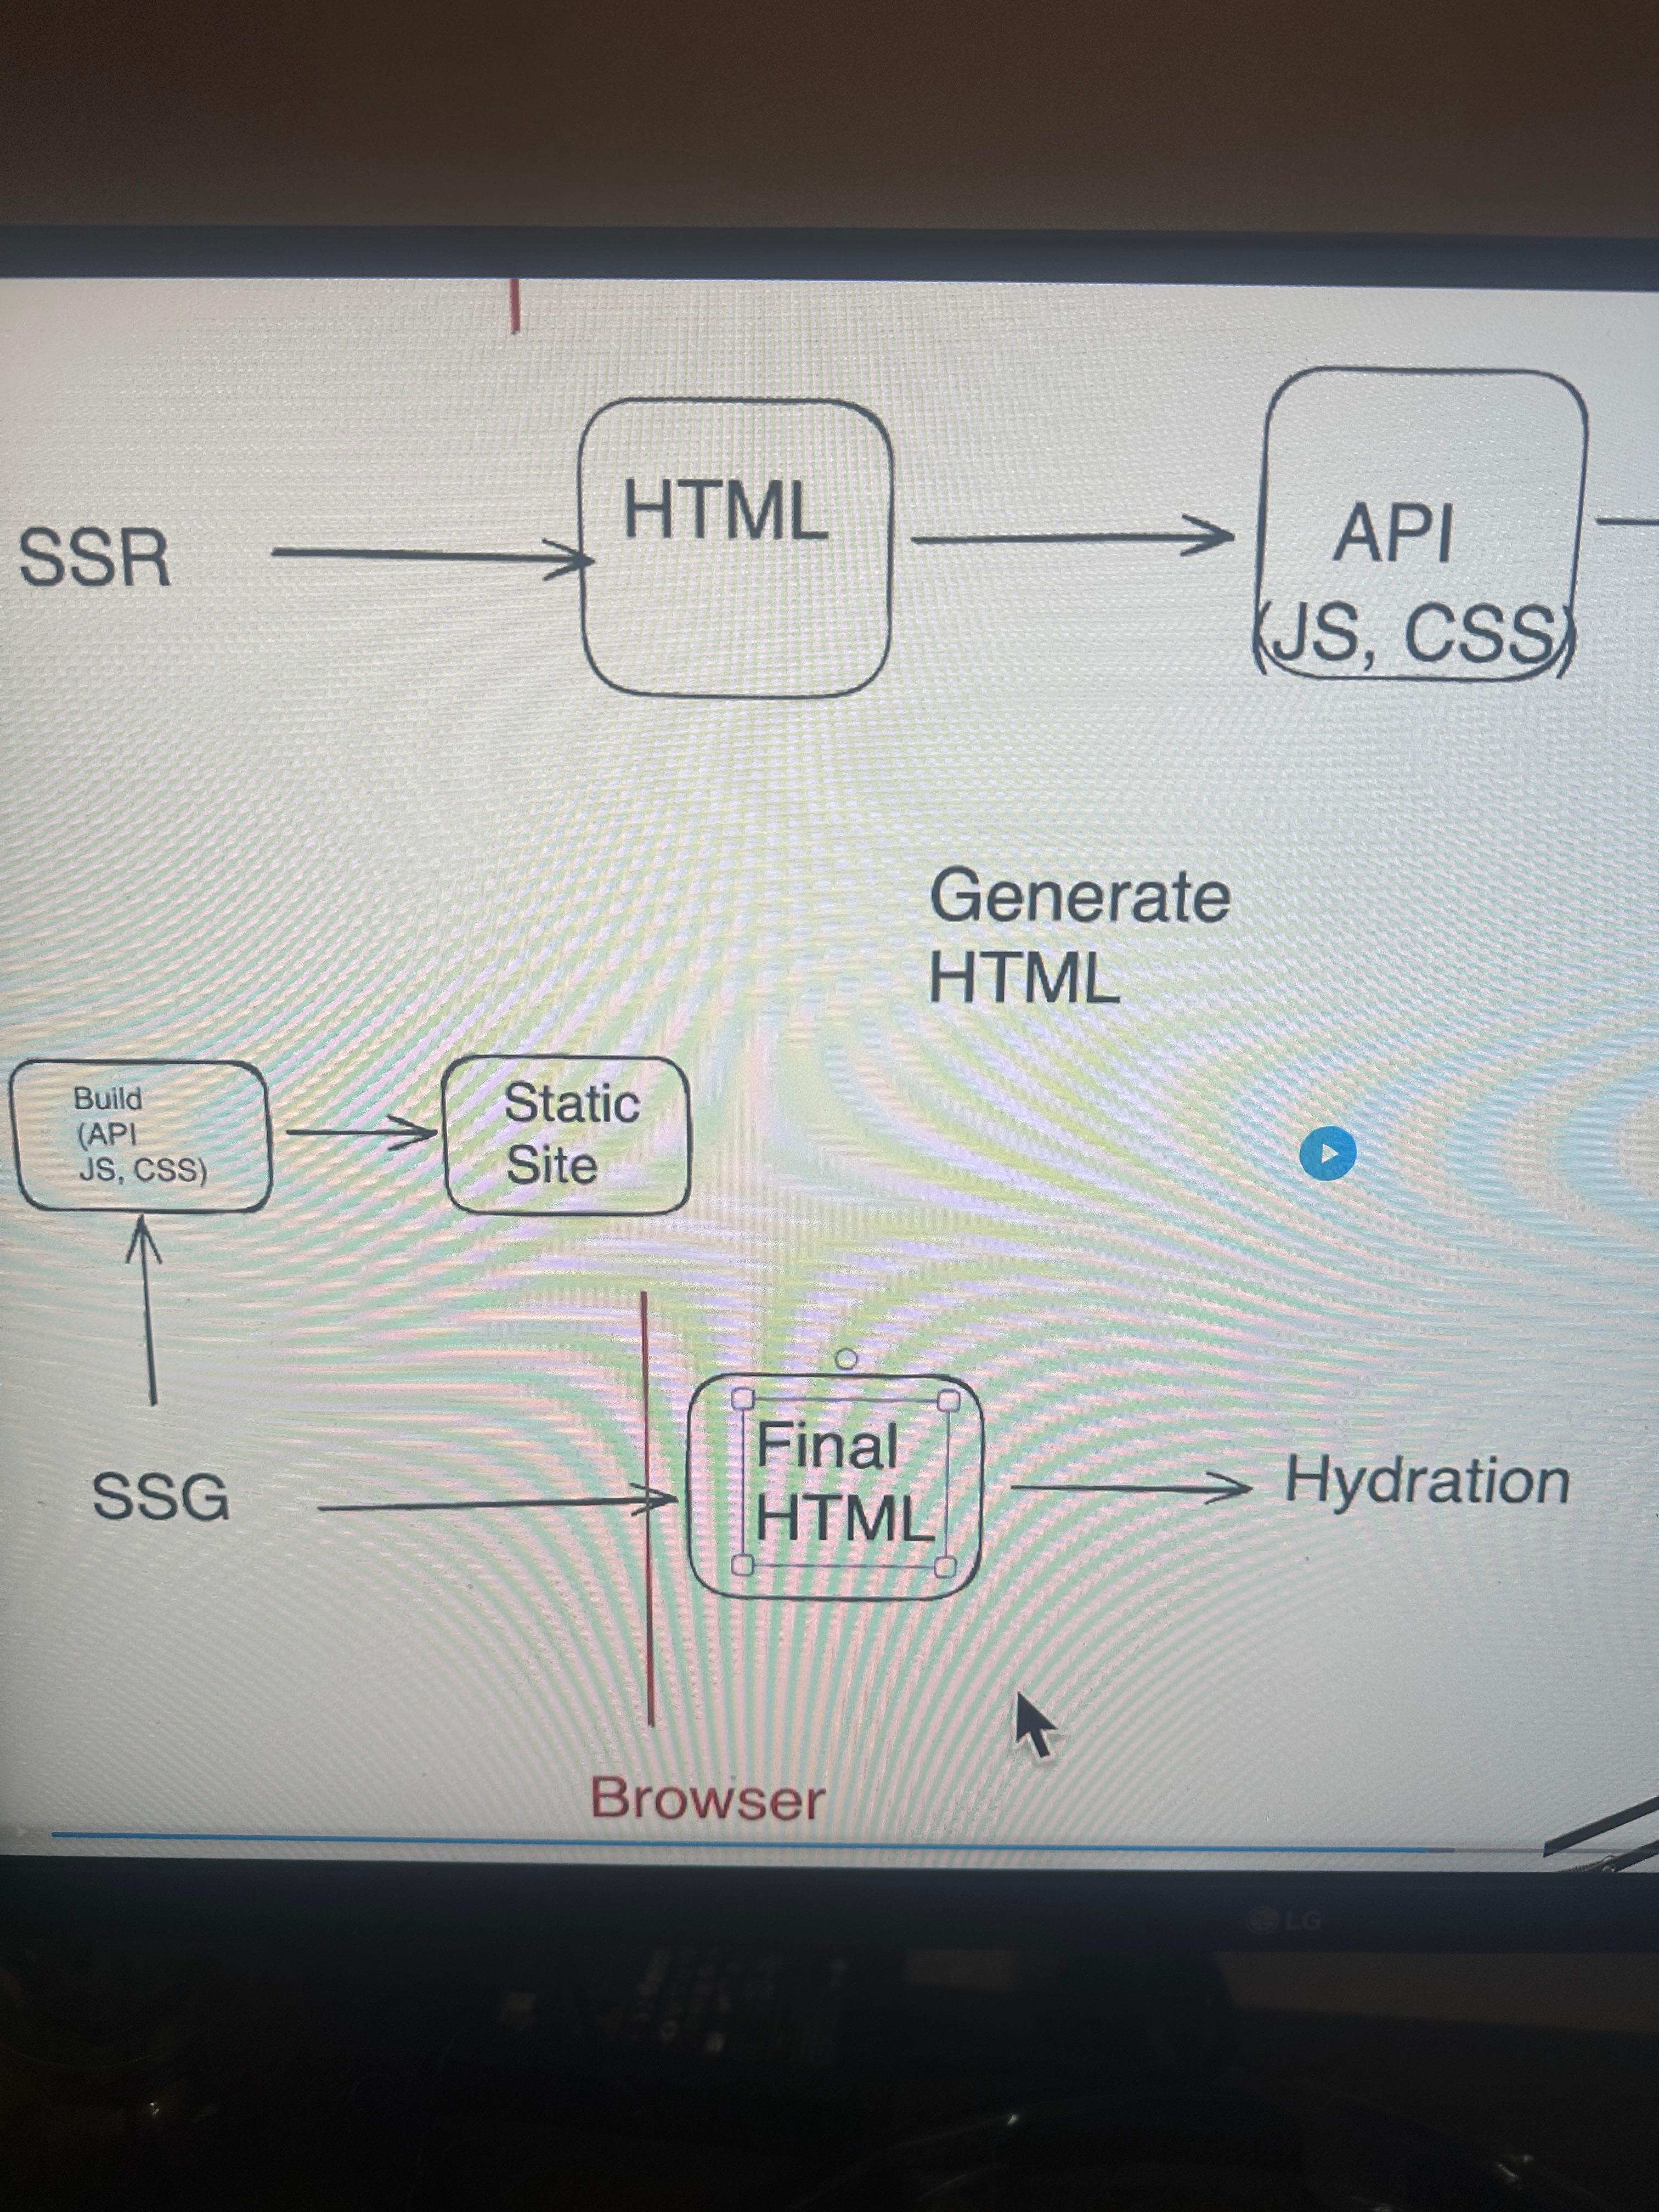 SSR
HTML
API
(JS, CSS)
Generate
HTML
Build
(API
JS, CSS)
Static
Site
SSG
Final
HTML
Hydration
Browser
LG